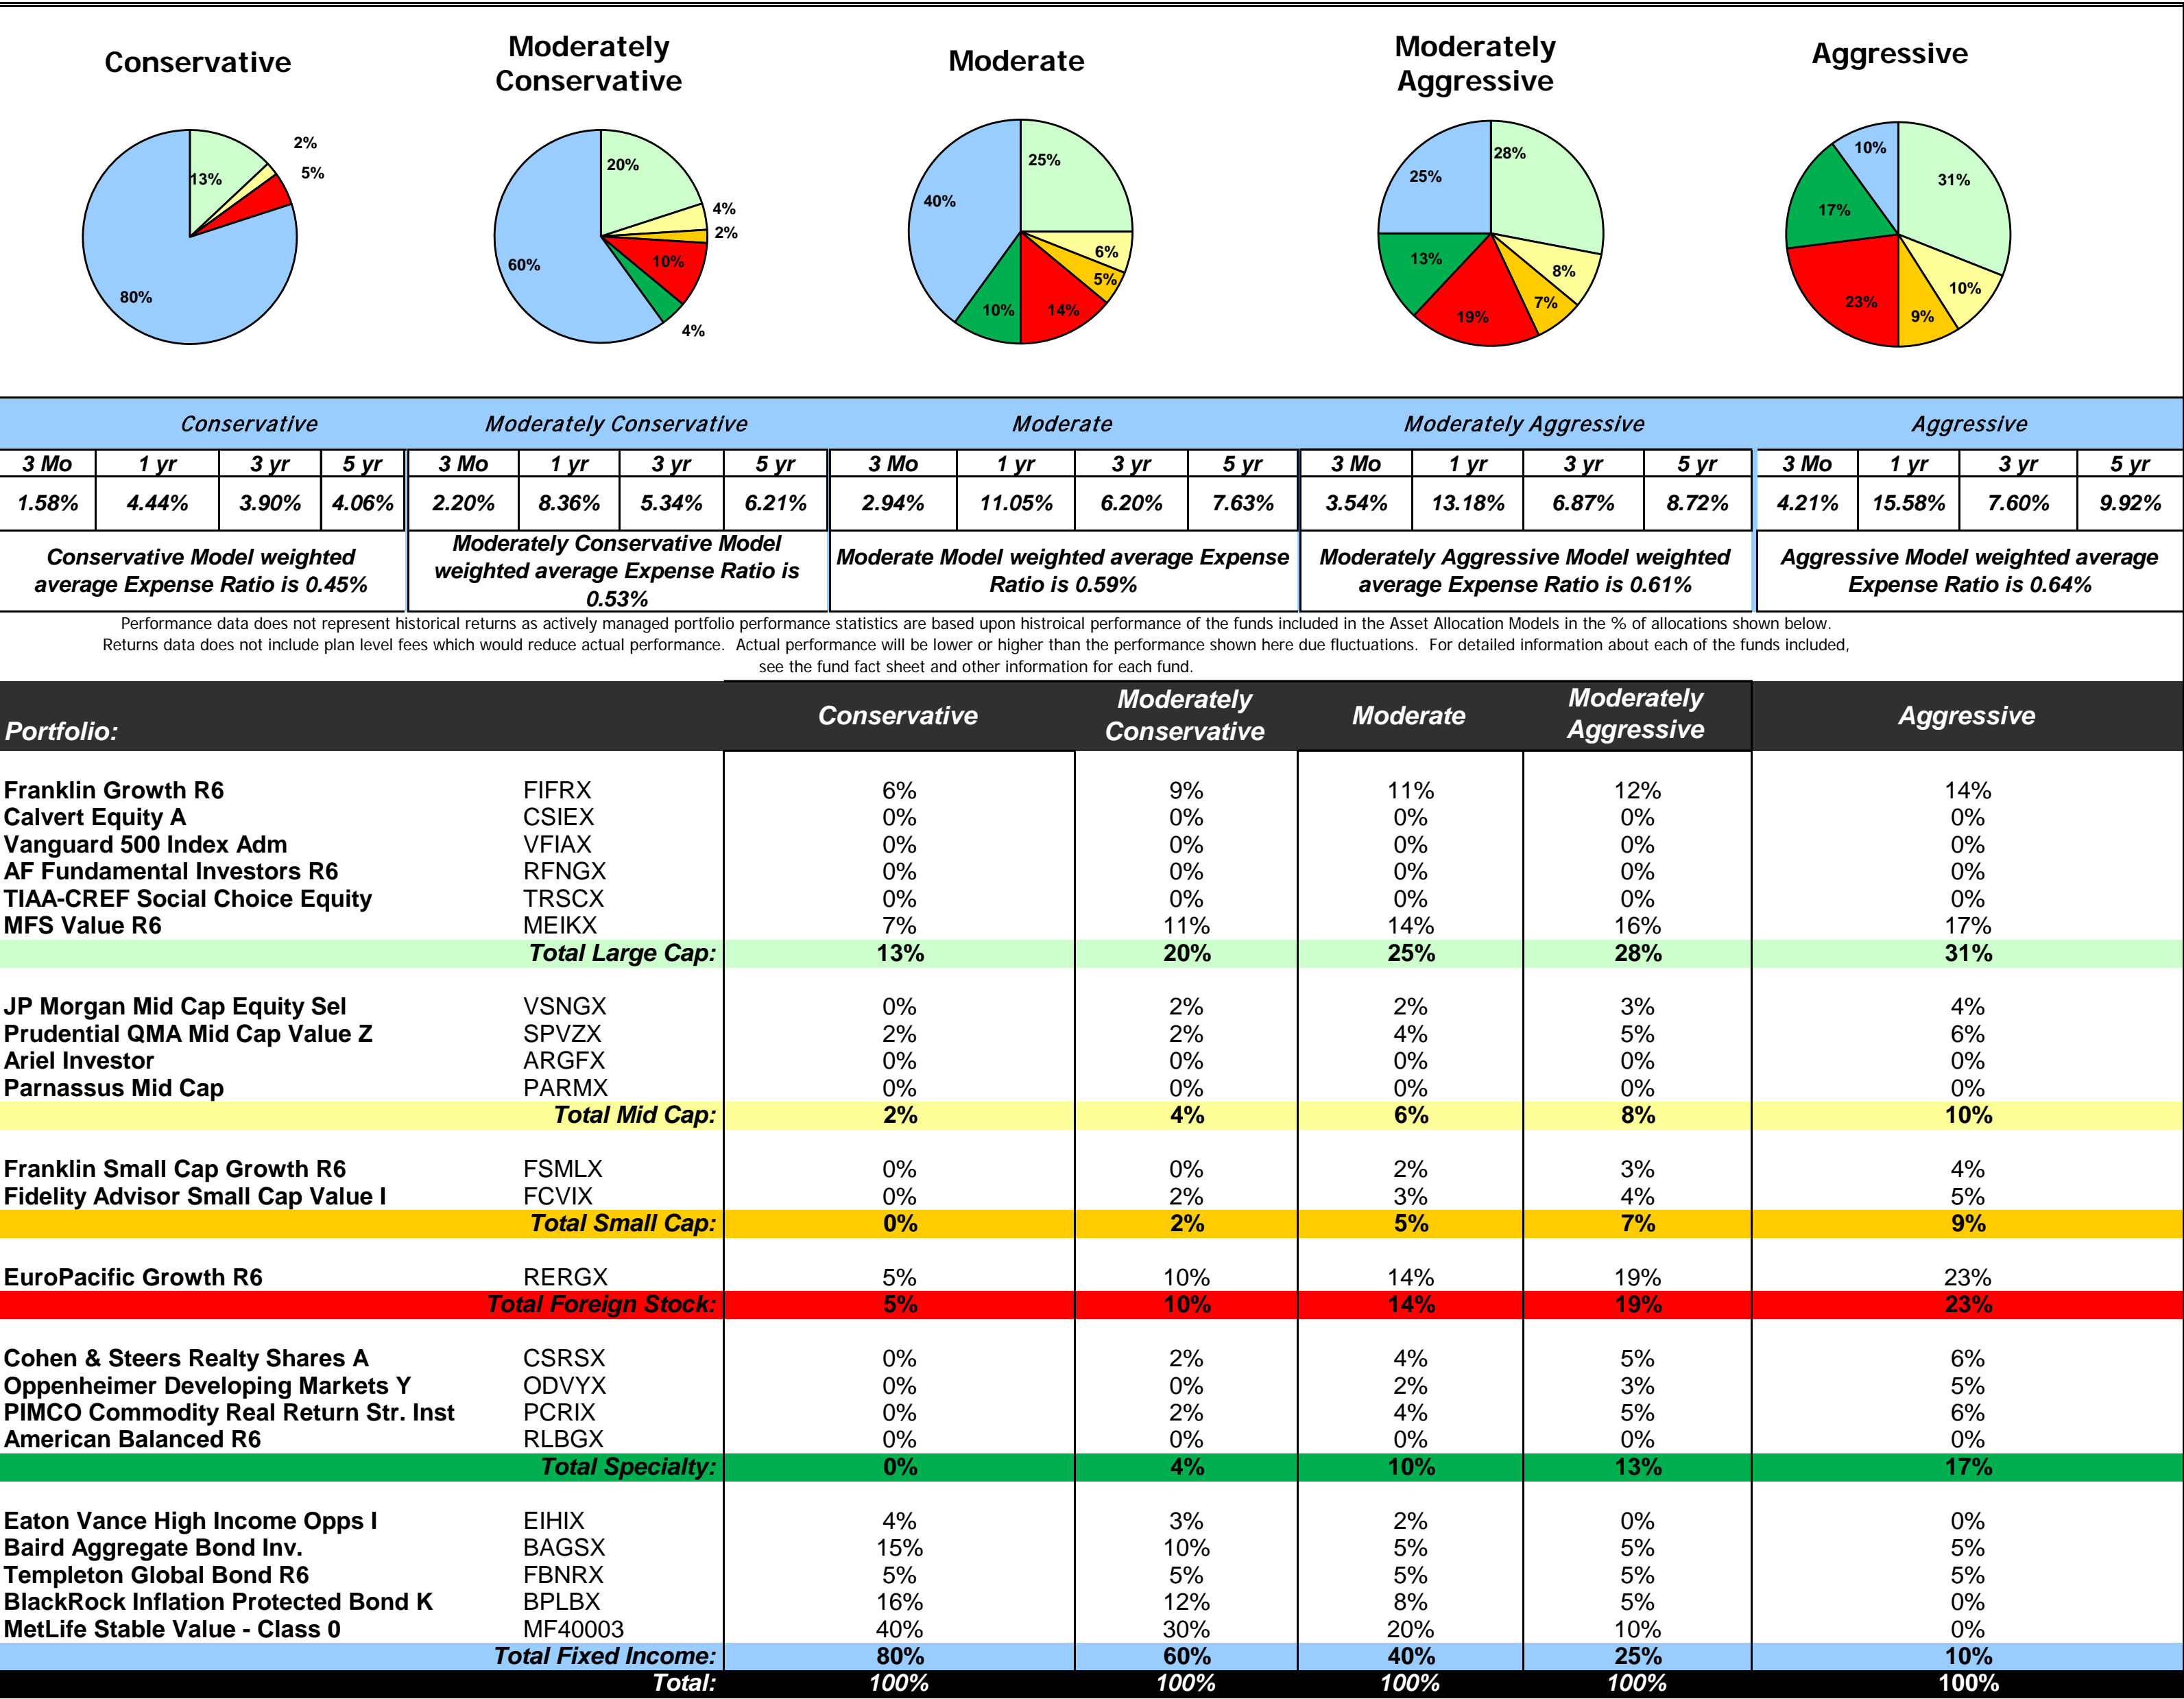 Conservative
Moderately
Conservative
Moderate
Moderately
Aggressive
Aggressive
13%
2%
5%
80%
20%
4%
2%
10%
4%
60%
25%
6%
5%
14%
10%
40%
28%
8%
7%
19%
13%
25%
31%
10%
9%
23%
17%
10%
Conservative Moderately Conservative Moderate Moderately Aggressive Aggressive
3 Mo 1 yr 3 yr 5 yr 3 Mo 1 yr 3 yr 5 yr 3 Mo 1 yr 3 yr 5 yr 3 Mo 1 yr 3 yr 5 yr 3 Mo 1 yr 3 yr 5 yr
1.58% 4.44% 3.90% 4.06% 2.20% 8.36% 5.34% 6.21% 2.94% 11.05% 6.20% 7.63% 3.54% 13.18% 6.87% 8.72% 4.21% 15.58% 7.60% 9.92%
Conservative Model weighted
average Expense Ratio is 0.45%
Moderately Conservative Model
weighted average Expense Ratio is
0.53%
Moderate Model weighted average Expense
Ratio is 0.59%
Moderately Aggressive Model weighted
average Expense Ratio is 0.61%
Aggressive Model weighted average
Expense Ratio is 0.64%
Performance data does not represent historical returns as actively managed portfolio performance statistics are based upon histroical performance of the funds included in the Asset Allocation Models in the % of allocations shown below.
Returns data does not include plan level fees which would reduce actual performance. Actual performance will be lower or higher than the performance shown here due fluctuations. For detailed information about each of the funds included,
see the fund fact sheet and other information for each fund.
Portfolio: Conservative Moderately Conservative Moderate Moderately Aggressive Aggressive
Franklin Growth R6 FIFRX 6% 9% 11% 12% 14%
Calvert Equity A CSIEX 0% 0% 0% 0% 0%
Vanguard 500 Index Adm VFIAX 0% 0% 0% 0% 0%
AF Fundamental Investors R6 RFNGX 0% 0% 0% 0% 0%
TIAA-CREF Social Choice Equity TRSCX 0% 0% 0% 0% 0%
MFS Value R6 MEIKX 7% 11% 14% 16% 17%
Total Large Cap: 13% 20% 25% 28% 31%
JP Morgan Mid Cap Equity Sel VSNGX 0% 2% 2% 3% 4%
Prudential QMA Mid Cap Value Z SPVZX 2% 2% 4% 5% 6%
Ariel Investor ARGFX 0% 0% 0% 0% 0%
Parnassus Mid Cap PARMX 0% 0% 0% 0% 0%
Total Mid Cap: 2% 4% 6% 8% 10%
Franklin Small Cap Growth R6 FSMLX 0% 0% 2% 3% 4%
Fidelity Advisor Small Cap Value I FCVIX 0% 2% 3% 4% 5%
Total Small Cap: 0% 2% 5% 7% 9%
EuroPacific Growth R6 RERGX 5% 10% 14% 19% 23%
Total Foreign Stock: 5% 10% 14% 19% 23%
Cohen & Steers Realty Shares A CSRSX 0% 2% 4% 5% 6%
Oppenheimer Developing Markets Y ODVYX 0% 0% 2% 3% 5%
PIMCO Commodity Real Return Str. Inst PCRIX 0% 2% 4% 5% 6%
American Balanced R6 RLBGX 0% 0% 0% 0% 0%
Total Specialty: 0% 4% 10% 13% 17%
Eaton Vance High Income Opps I EIHIX 4% 3% 2% 0% 0%
Baird Aggregate Bond Inv. BAGSX 15% 10% 5% 5% 5%
Templeton Global Bond R6 FBNRX 5% 5% 5% 5% 5%
BlackRock Inflation Protected Bond K BPLBX 16% 12% 8% 5% 0%
MetLife Stable Value - Class 0 MF40003 40% 30% 20% 10% 0%
Total Fixed Income: 80% 60% 40% 25% 10%
Total: 100% 100% 100% 100% 100%